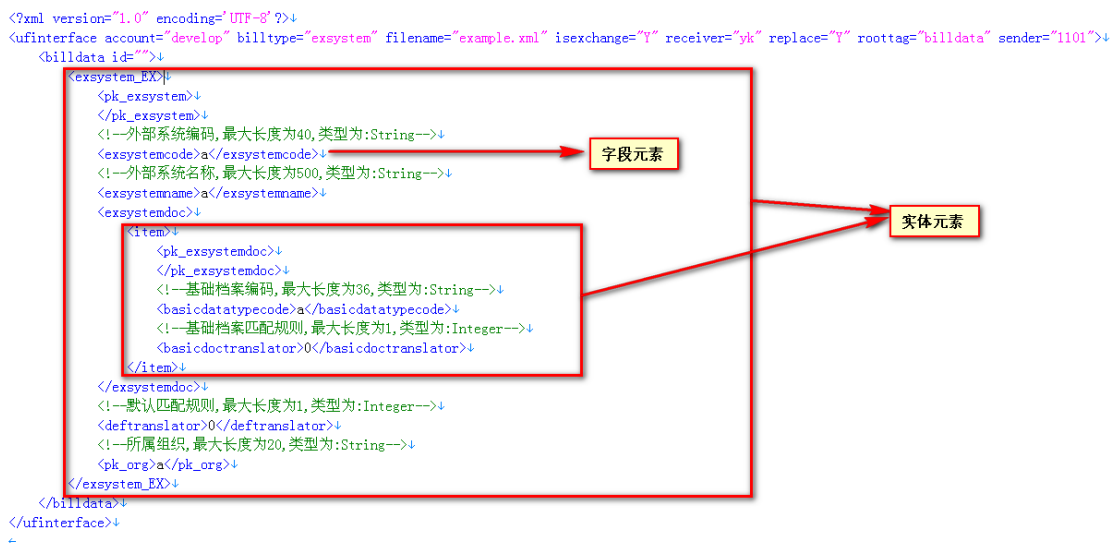 <?xml version="1.0" encoding='UTF-8'?>↓
<ufinterface account="develop" billtype="exsystem" filename="example.xml" isexchange="Y" receiver="yk" replace="Y" roottag="billdata" sender="1101">↓
<billdata id="">↓
<exsystem_EX>↓
<pk_exsystem>↓
</pk_exsystem>↓
<!--外部系统编码,最大长度为40,类型为:String-->↓
<exsystemcode>a</exsystemcode>↓
字段元素
<!--外部系统名称,最大长度为500,类型为:String-->↓
<exsystemname>a</exsystemname>↓
<exsystemdoc>↓
实体元素
<item>↓
<pk_exsystemdoc>↓
</pk_exsystemdoc>↓
<!--基础档案编码,最大长度为36,类型为:String-->↓
<basicdatatypecode>a</basicdatatypecode>↓
<!--基础档案匹配规则,最大长度为1,类型为:Integer-->↓
<basicdoctranslator>0</basicdoctranslator>↓
</item>↓
</exsystemdoc>↓
<!--默认匹配规则,最大长度为1,类型为:Integer-->↓
<deftranslator>0</deftranslator>↓
<!--所属组织,最大长度为20,类型为:String-->↓
<pk_org>a</pk_org>↓
</exsystem_EX>↓
</billdata>↓
</ufinterface>↓